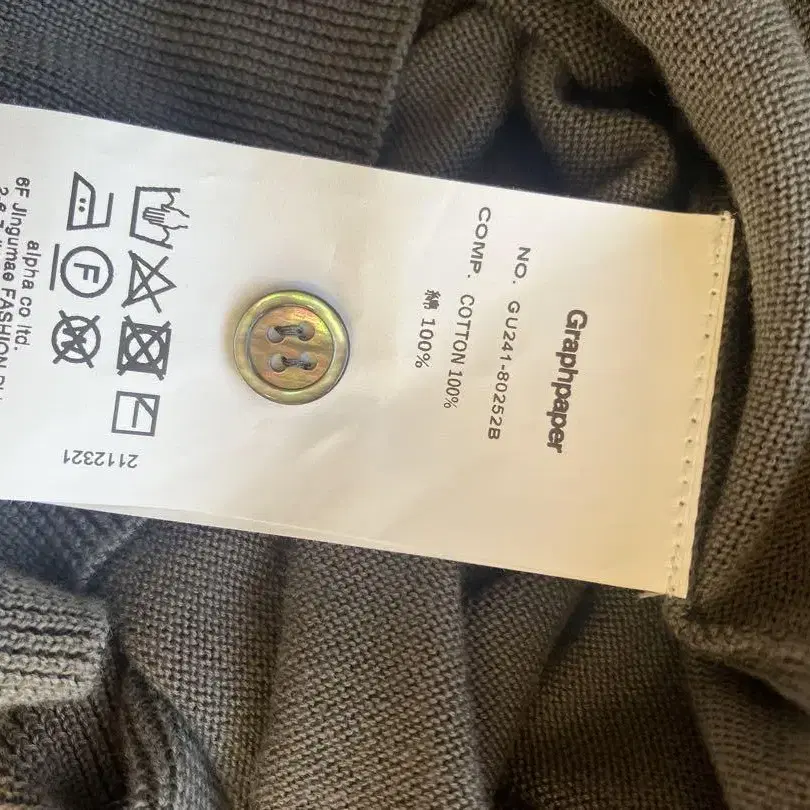 Graphpaper
NO. GU241-80252B
COMP. COTTON 100%
綿 100%
F
W
2112321
alpha co ltd.
6F Jingumae FASHION